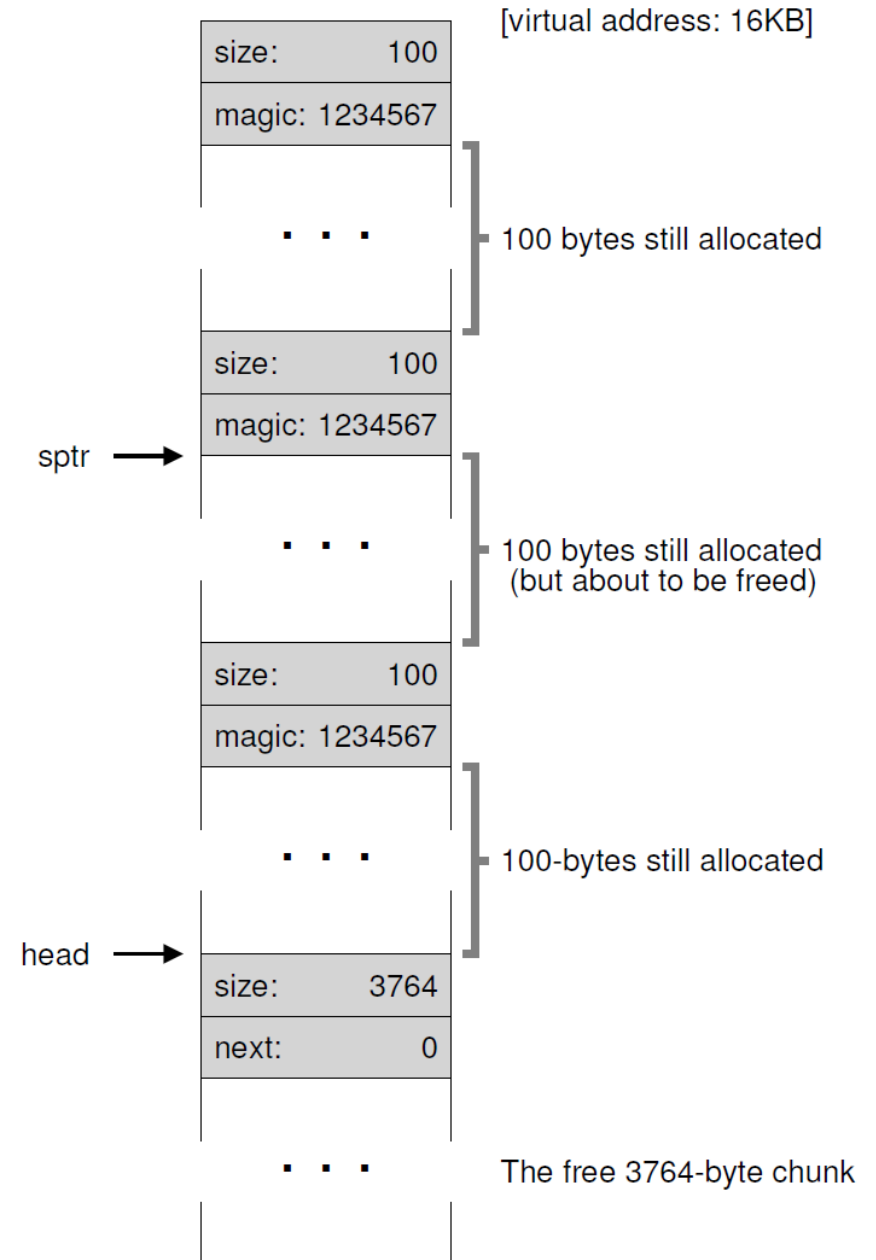 [virtual address: 16KB]
size: 100
magic: 1234567
. . .
100 bytes still allocated
size: 100
magic: 1234567
sptr
. . .
100 bytes still allocated
(but about to be freed)
size: 100
magic: 1234567
. . .
100-bytes still allocated
head
size: 3764
next: 0
. . .
The free 3764-byte chunk